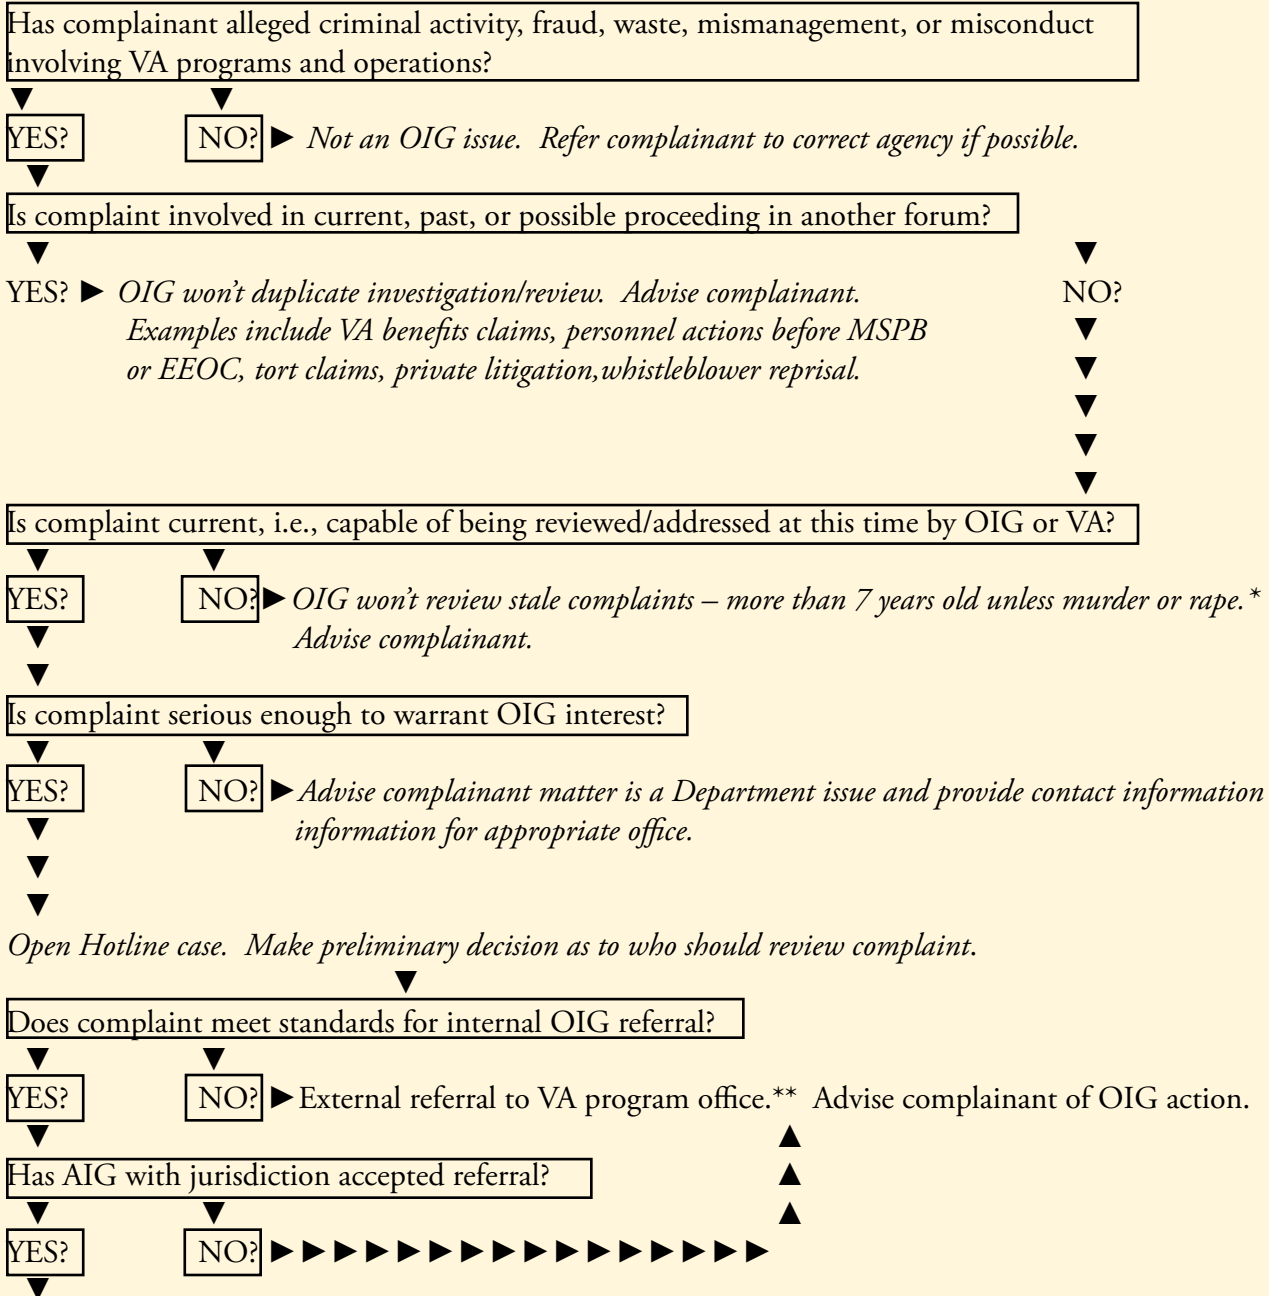 Has complainant alleged criminal activity, fraud, waste, mismanagement, or misconduct
involving VA programs and operations?
YES? NO? ► Not an OIG issue. Refer complainant to correct agency if possible.
Is complaint involved in current, past, or possible proceeding in another forum?
YES? ► OIG won't duplicate investigation/review. Advise complainant. NO?
Examples include VA benefits claims, personnel actions before MSPB
or EEOC, tort claims, private litigation,whistleblower reprisal.
Is complaint current, i.e., capable of being reviewed/addressed at this time by OIG or VA?
YES? NO? ► OIG won't review stale complaints – more than 7 years old unless murder or rape.*
Advise complainant.
Is complaint serious enough to warrant OIG interest?
YES? NO? ► Advise complainant matter is a Department issue and provide contact information
information for appropriate office.
Open Hotline case. Make preliminary decision as to who should review complaint.
Does complaint meet standards for internal OIG referral?
YES? NO? ► External referral to VA program office.** Advise complainant of OIG action.
Has AIG with jurisdiction accepted referral?
YES? NO? ►►►►►►►►►►►►►►►►